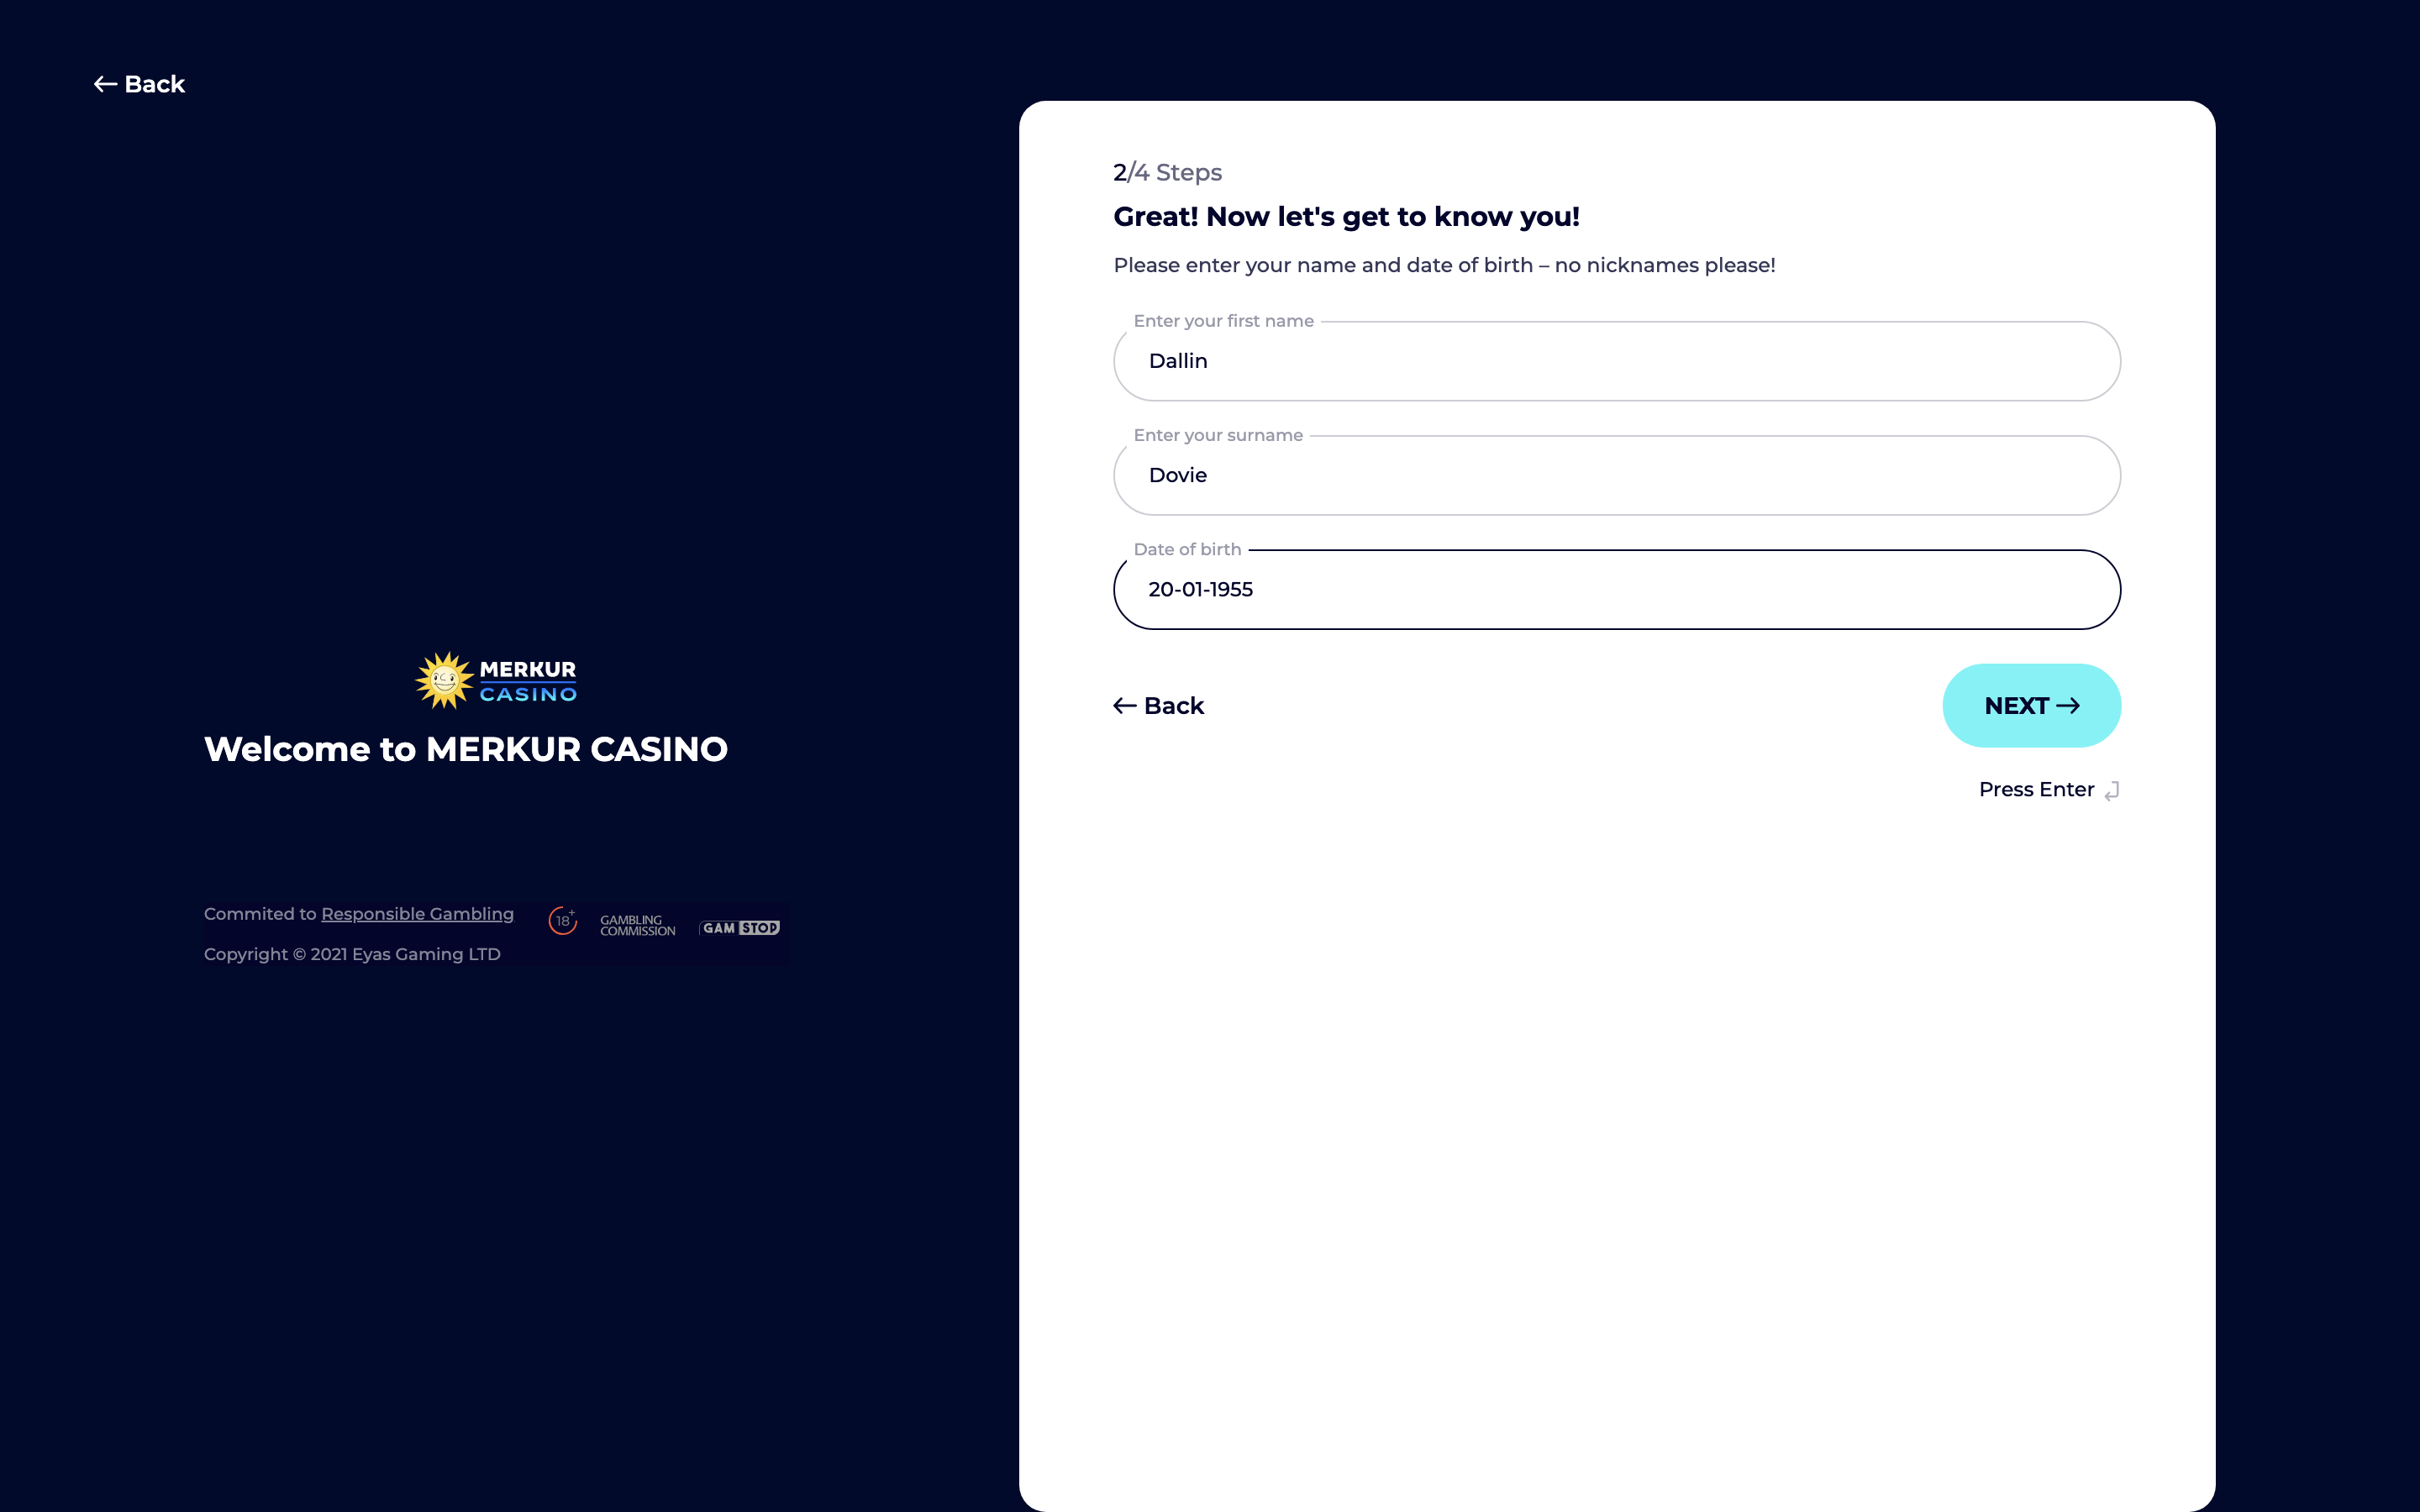 Back
2/4 Steps
Great! Now let's get to know you!
Please enter your name and date of birth – no nicknames please!
Enter your first name
Dallin
Enter your surname
Dovie
Date of birth
20-01-1955
Back
NEXT
Press Enter
MERKUR
CASINO
Welcome to MERKUR CASINO
Commited to Responsible Gambling
18+
GAMBLING
COMMISSION
GAMSTOP
Copyright © 2021 Eyas Gaming LTD